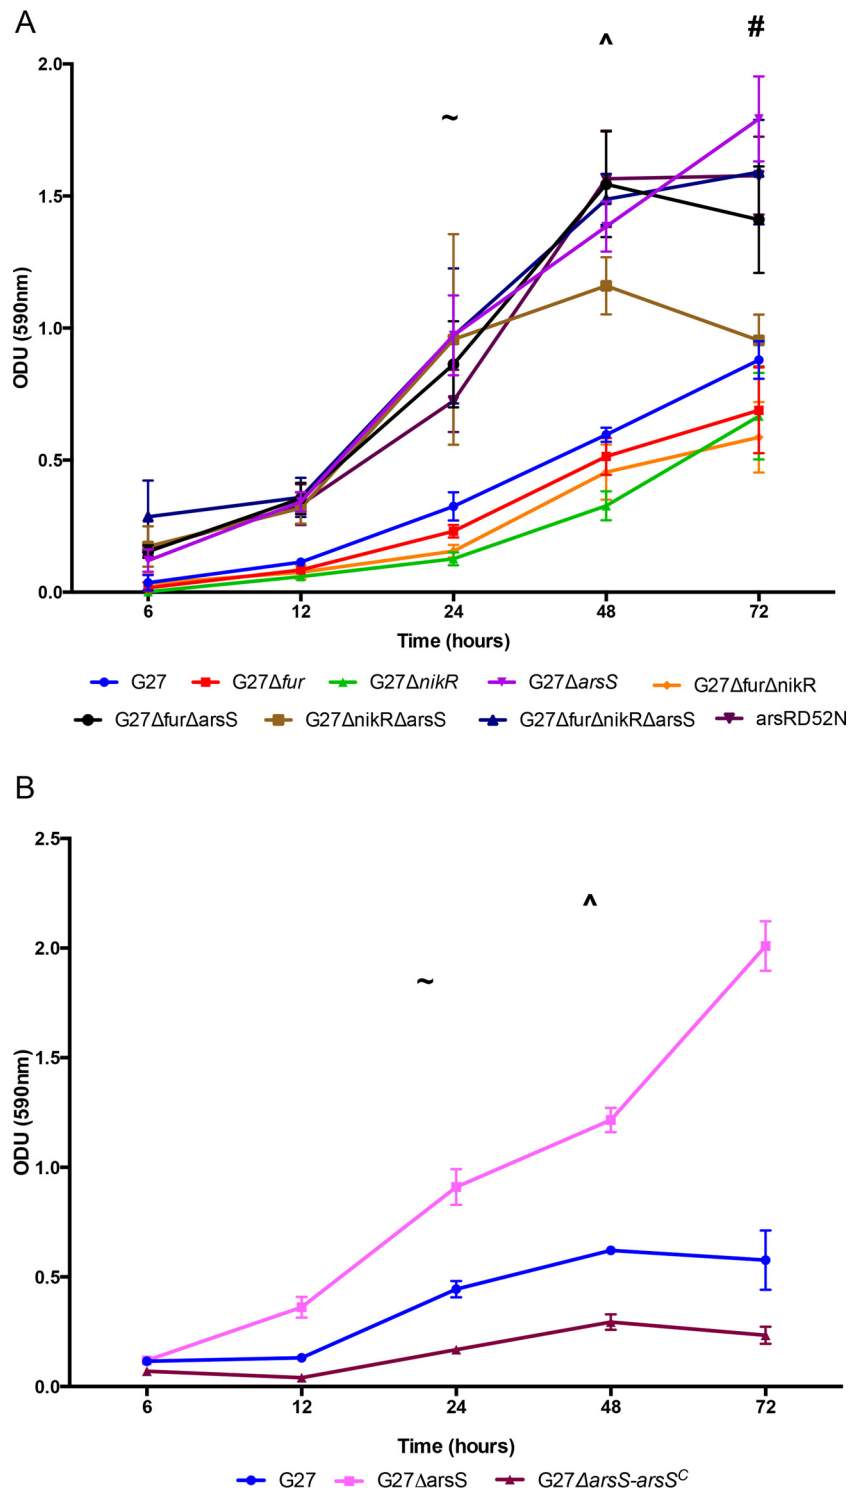 A
~
^
#
2.0
1.5
1.0
0.5
0.0
ODU (590nm)
6 12 24 48 72
Time (hours)
G27 G27Δfur G27ΔnikR G27ΔarsS G27ΔfurΔnikR
G27ΔfurΔarsS G27ΔnikRΔarsS G27ΔfurΔnikRΔarsS arsRD52N
B
2.5
2.0
1.5
1.0
0.5
0.0
^
~
ODU (590nm)
6 12 24 48 72
Time (hours)
G27 G27ΔarsS G27ΔarsS-arsS^C